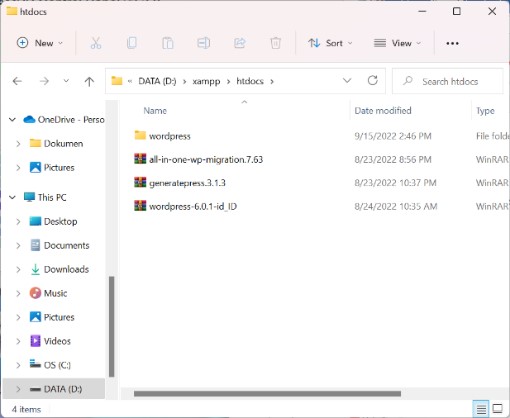 htdocs
New
Sort
View
DATA (D:) xampp htdocs
Search htdocs
Name Date modified Type
OneDrive - Perso
Dokumen
Pictures
This PC
Desktop
Documents
Downloads
Music
Pictures
Videos
OS (C:)
DATA (D:)
wordpress 9/15/2022 2:46 PM File folde
all-in-one-wp-migration.7.63 8/23/2022 8:56 PM WinRAR
generatepress.3.1.3 8/23/2022 10:37 PM WinRAR
wordpress-6.0.1-id_ID 8/24/2022 10:35 AM WinRAR
4 items